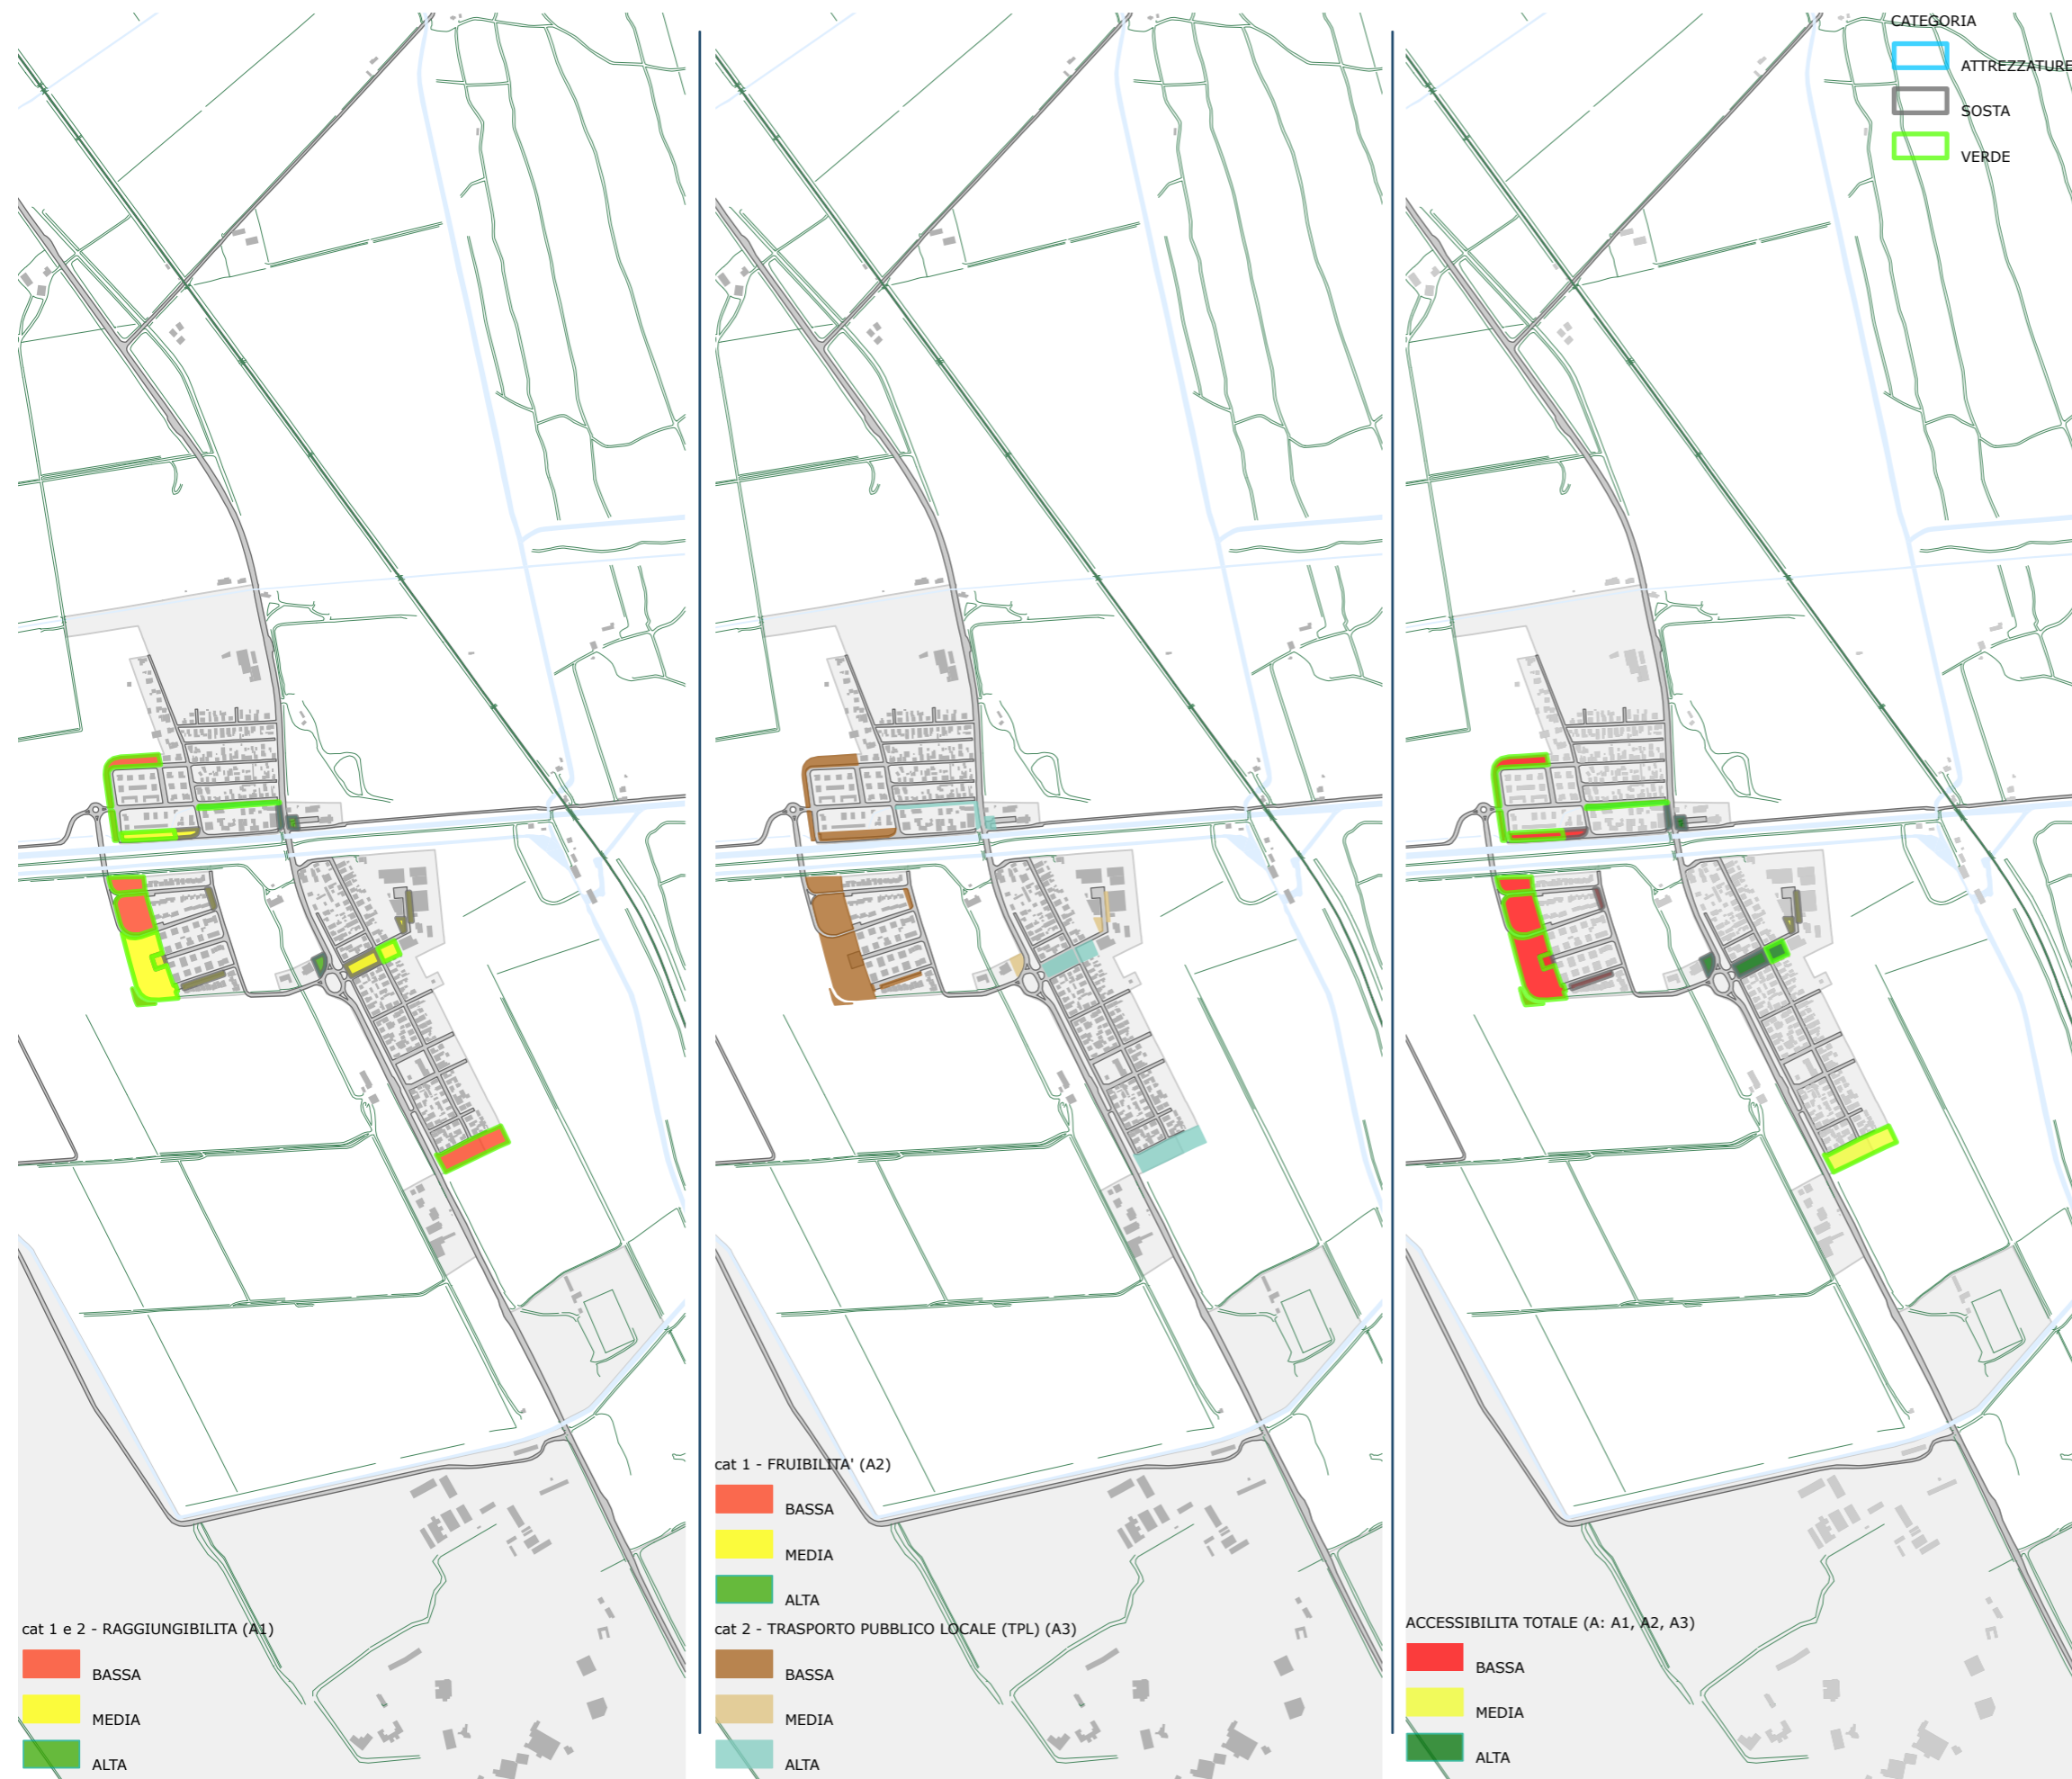 CATEGORIA
ATTREZZATURE
SOSTA
VERDE
cat 1 e 2 - RAGGIUNGIBILITA (A1)
BASSA
MEDIA
ALTA
cat 1 - FRUIBILITA' (A2)
BASSA
MEDIA
ALTA
cat 2 - TRASPORTO PUBBLICO LOCALE (TPL) (A3)
BASSA
MEDIA
ALTA
ACCESSIBILITA TOTALE (A: A1, A2, A3)
BASSA
MEDIA
ALTA